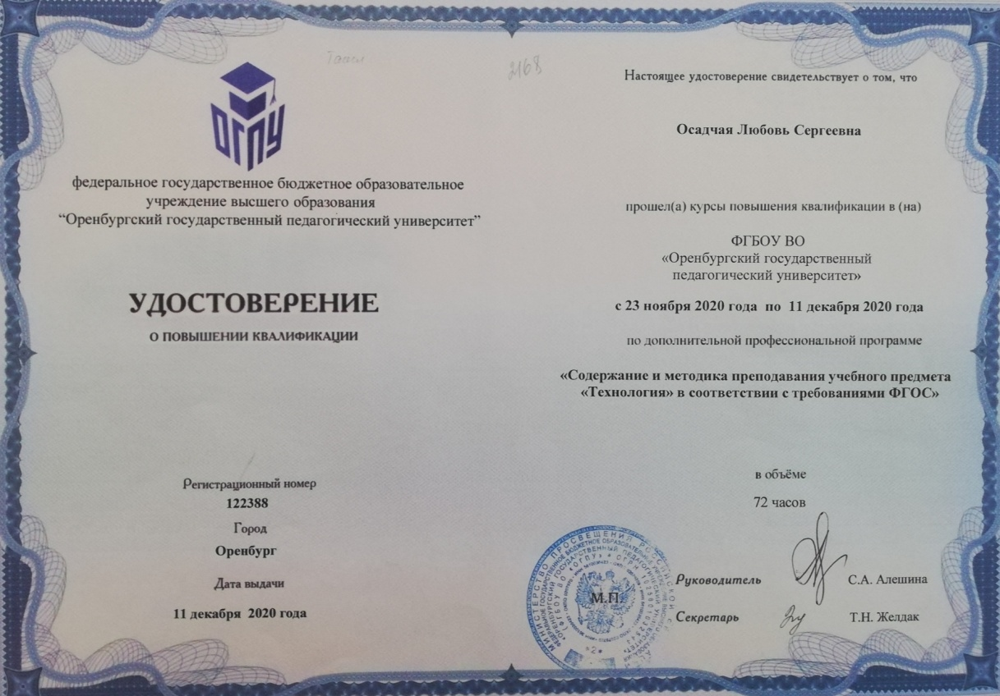 ОГПУ
федеральное государственное бюджетное образовательное
учреждение высшего образования
“Оренбургский государственный педагогический университет”
УДОСТОВЕРЕНИЕ
О ПОВЫШЕНИИ КВАЛИФИКАЦИИ
Регистрационный номер
122388
Город
Оренбург
Дата выдачи
11 декабря 2020 года
3168
Настоящее удостоверение свидетельствует о том, что
Осадчая Любовь Сергеевна
прошел(а) курсы повышения квалификации в (на)
ФГБОУ ВО
«Оренбургский государственный
педагогический университет»
с 23 ноября 2020 года по 11 декабря 2020 года
по дополнительной профессиональной программе
«Содержание и методика преподавания учебного предмета
«Технология» в соответствии с требованиями ФГОС»
в объёме
72 часов
МИНИСТЕРСТВО ПРОСВЕЩЕНИЯ РОССИЙСКОЙ
М.П.
Руководитель С.А. Алешина
Секретарь Т.Н. Желдак